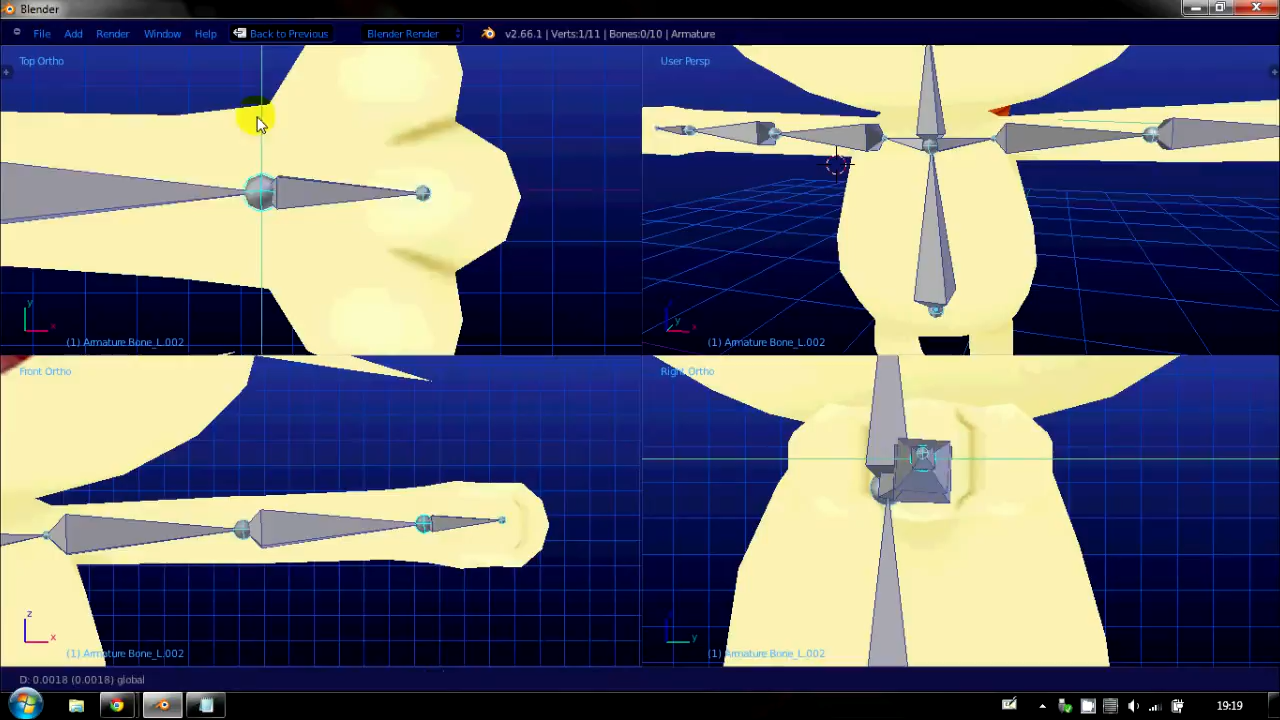 Blender
File Add Render Window Help Back to Previous Blender Render v2.66.1 | Verts:1/11 | Bones:0/10 | Armature
Top Ortho User Persp
y x
(1) Armature Bone_L.002
y x
(1) Armature Bone_L.002
Front Ortho Right Ortho
z x
(1) Armature Bone_L.002
y
(1) Armature Bone_L.002
D: 0.0018 (0.0018) global
19:19